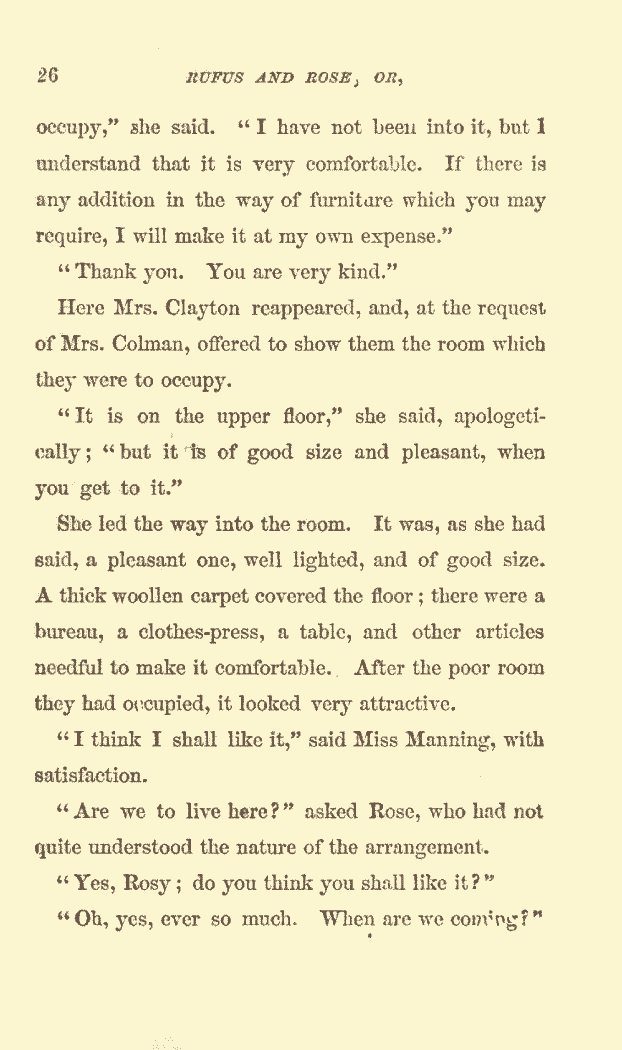 26 RUFUS AND ROSE; OR,
occupy,” she said. “I have not been into it, but I
understand that it is very comfortable. If there is
any addition in the way of furniture which you may
require, I will make it at my own expense.”
“Thank you. You are very kind.”
Here Mrs. Clayton reappeared, and, at the request
of Mrs. Colman, offered to show them the room which
they were to occupy.
“It is on the upper floor,” she said, apologeti-
cally; “but it is of good size and pleasant, when
you get to it.”
She led the way into the room. It was, as she had
said, a pleasant one, well lighted, and of good size.
A thick woollen carpet covered the floor; there were a
bureau, a clothes-press, a table, and other articles
needful to make it comfortable. After the poor room
they had occupied, it looked very attractive.
“I think I shall like it,” said Miss Manning, with
satisfaction.
“Are we to live here?” asked Rose, who had not
quite understood the nature of the arrangement.
“Yes, Rosy; do you think you shall like it?”
“Oh, yes, ever so much. When are we coming?”